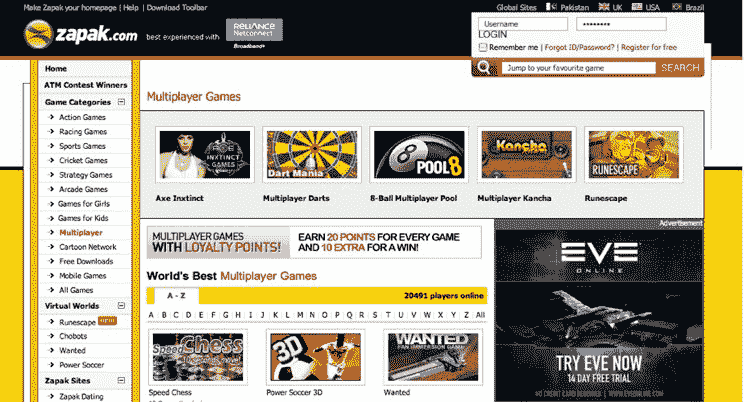 Make Zapak your homepage | Help | Download Toolbar
Global Sites Pakistan UK USA Brazil
zapak.com best experienced with RELIANCE Netconnect Broadband+
Username
LOGIN
Remember me | Forgot ID/Password? | Register for free
Jump to your favourite game SEARCH
Home
ATM Contest Winners
Game Categories
Action Games
Racing Games
Sports Games
Cricket Games
Strategy Games
Arcade Games
Games for Girls
Games for Kids
Multiplayer
Cartoon Network
Free Downloads
Mobile Games
All Games
Virtual Worlds
Runescape
Chobots
Wanted
Power Soccer
Zapak Sites
Zapak Dating
Multiplayer Games
AXE INXTINCT GAMES
Dart Mania
POOL 8
Kancha
RUNESCAPE
Axe Inxtinct
Multiplayer Darts
8-Ball Multiplayer Pool
Multiplayer Kancha
Runescape
MULTIPLAYER GAMES
WITH LOYALTY POINTS!
EARN 20 POINTS FOR EVERY GAME
AND 10 EXTRA FOR A WIN!
World's Best Multiplayer Games
A - Z
20491 players online
A B C D E F G H I J K L M N O P Q R S T U V W X Y Z All
Speed Chess
3D
WANTED
Speed Chess
Power Soccer 3D
Wanted
Advertisement
EVE
ONLINE
TRY EVE NOW
14 DAY FREE TRIAL
NO CREDIT CARD REQUIRED